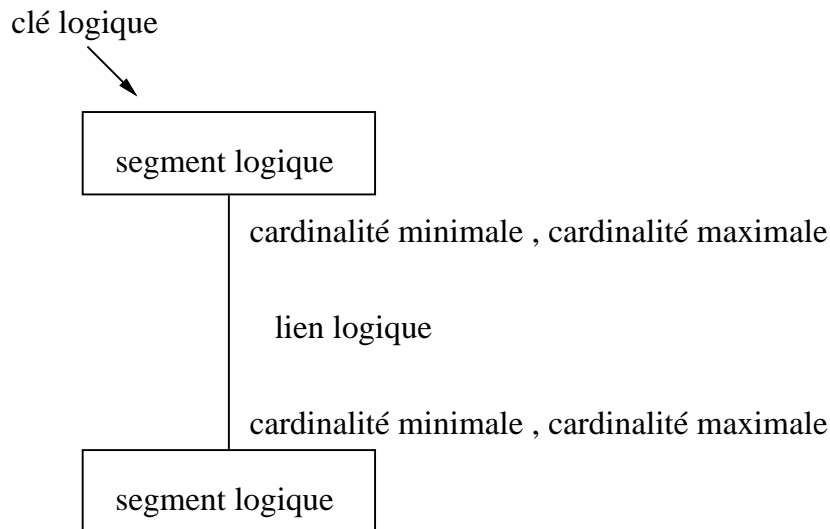 clé logique
segment logique
cardinalité minimale , cardinalité maximale
lien logique
cardinalité minimale , cardinalité maximale
segment logique